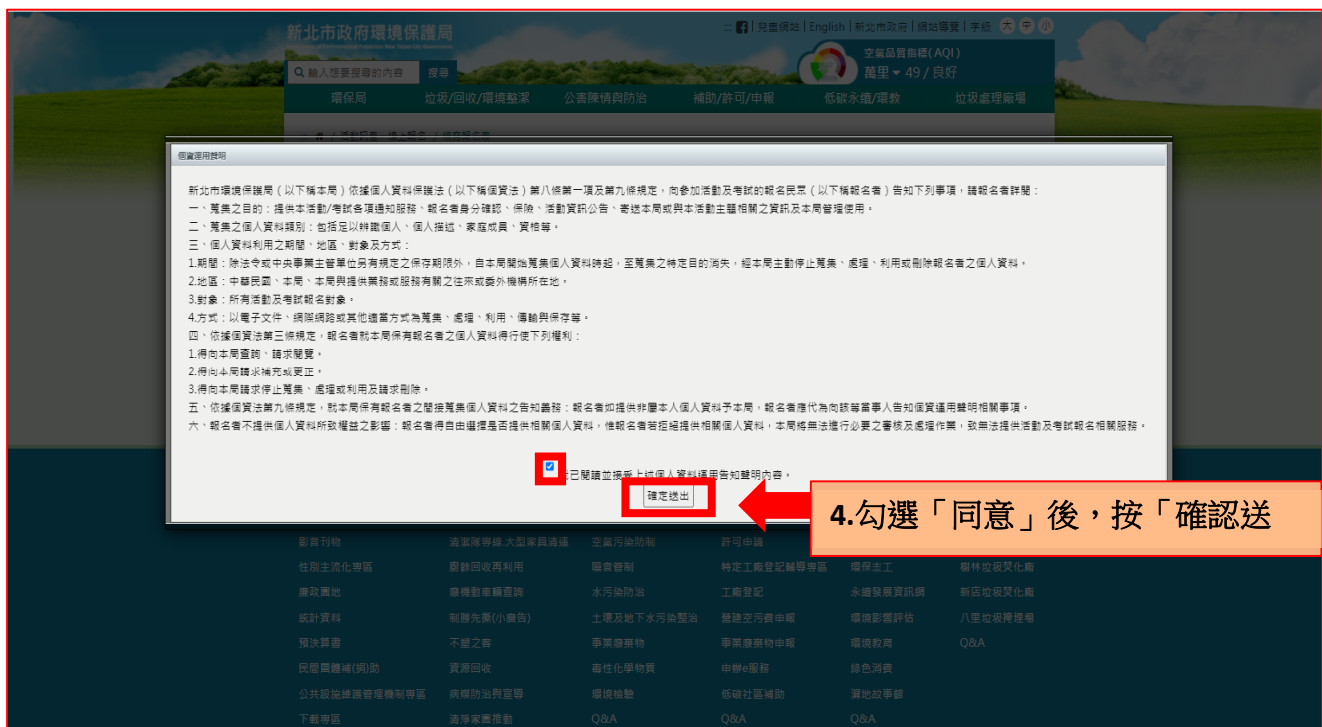 新北市政府環境保護局
兒童網站 | English | 新北市政府 | 網站導覽 | 字級 大 中 小
空氣品質指標(AQI)
萬里 49 / 良好
輸入想要搜尋的內容 搜尋
環保局 垃圾/回收/環境整潔 公害陳情與防治 補助/許可/申報 低碳永續/環教 垃圾處理廠場
個資運用聲明
新北市環境保護局(以下稱本局)依據個人資料保護法(以下稱個資法)第八條第一項及第九條規定,向參加活動及考試的報名民眾(以下稱報名者)告知下列事項,請報名者詳閱:
一、蒐集之目的:提供本活動/考試各項通知服務、報名者身分確認、保險、活動資訊公告、寄送本局或與本活動主題相關之資訊及本局管理使用。
二、蒐集之個人資料類別:包括足以辨識個人、個人描述、家庭成員、資格等。
三、個人資料利用之期間、地區、對象及方式:
1.期間:除法令或中央事業主管單位另有規定之保存期限外,自本局開始蒐集個人資料時起,至蒐集之特定目的消失,經本局主動停止蒐集、處理、利用或刪除報名者之個人資料。
2.地區:中華民國、本局、本局與提供業務或服務有關之往來或委外機構所在地。
3.對象:所有活動及考試報名對象。
4.方式:以電子文件、網際網路或其他適當方式為蒐集、處理、利用、傳輸與保存等。
四、依據個資法第三條規定,報名者就本局保有報名者之個人資料得行使下列權利:
1.得向本局查詢、請求閱覽。
2.得向本局請求補充或更正。
3.得向本局請求停止蒐集、處理或利用及請求刪除。
五、依據個資法第九條規定,就本局保有報名者之間接蒐集個人資料之告知義務:報名者如提供非屬本人個人資料予本局,報名者應代為向該等當事人告知個資運用聲明相關事項。
六、報名者不提供個人資料所致權益之影響:報名者得自由選擇是否提供相關個人資料,惟報名者若拒絕提供相關個人資料,本局將無法進行必要之審核及處理作業,致無法提供活動及考試報名相關服務。
已閱讀並接受上述個人資料運用告知聲明內容。
確定送出
4.勾選「同意」後,按「確認送
影音刊物 清潔隊專線.大型家具清運 空氣污染防制 許可申請
性別主流化專區 廚餘回收再利用 噪音管制 特定工廠登記輔導專區 環保志工 樹林垃圾焚化廠
廉政園地 廢機動車輛查詢 水污染防治 工廠登記 永續發展資訊網 新店垃圾焚化廠
統計資料 制勝先撕(小廣告) 土壤及地下水污染整治 營建空污費申報 環境影響評估 八里垃圾掩埋場
預決算書 不塑之客 事業廢棄物 事業廢棄物申報 環境教育 Q&A
民間團體補(捐)助 資源回收 毒性化學物質 申辦e服務 綠色消費
公共設施維護管理機制專區 病媒防治與宣導 環境檢驗 低碳社區補助 濕地故事館
下載專區 清淨家園推動 Q&A Q&A Q&A